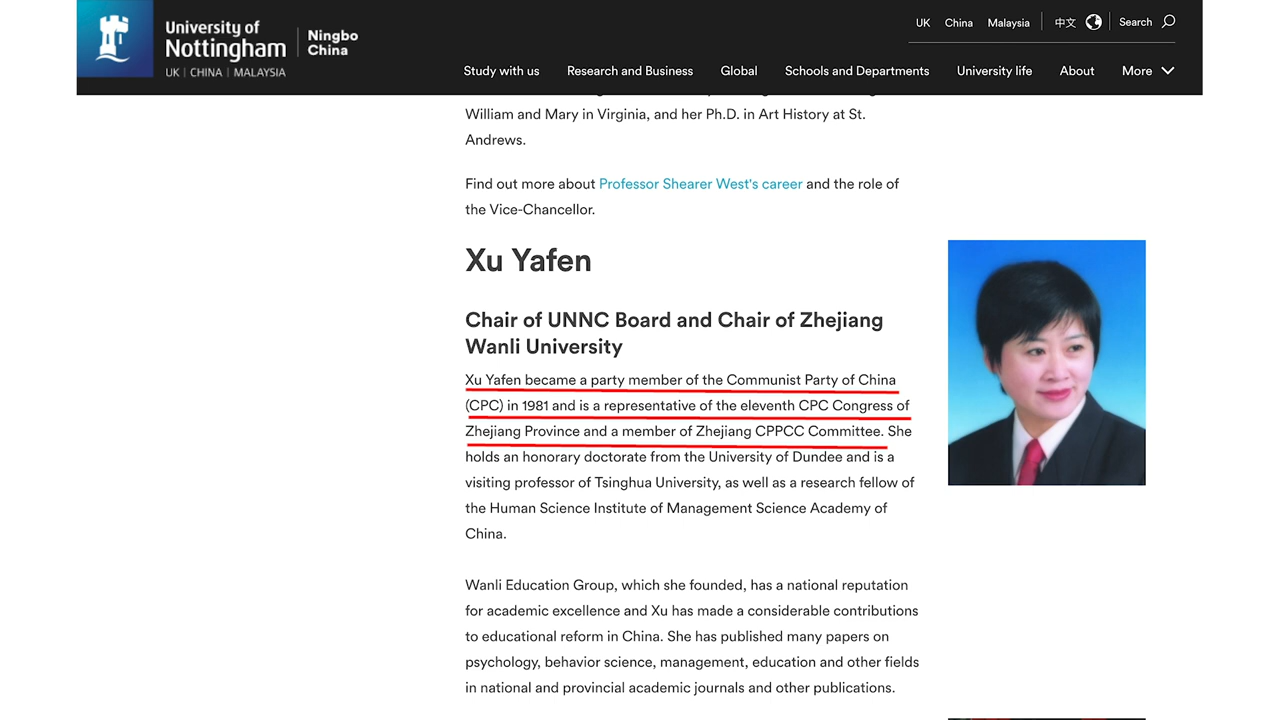 University of
Nottingham
UK | CHINA | MALAYSIA
Ningbo
China
UK China Malaysia 中文 Search
Study with us Research and Business Global Schools and Departments University life About More
William and Mary in Virginia, and her Ph.D. in Art History at St.
Andrews.
Find out more about Professor Shearer West's career and the role of
the Vice-Chancellor.
Xu Yafen
Chair of UNNC Board and Chair of Zhejiang
Wanli University
Xu Yafen became a party member of the Communist Party of China
(CPC) in 1981 and is a representative of the eleventh CPC Congress of
Zhejiang Province and a member of Zhejiang CPPCC Committee. She
holds an honorary doctorate from the University of Dundee and is a
visiting professor of Tsinghua University, as well as a research fellow of
the Human Science Institute of Management Science Academy of
China.
Wanli Education Group, which she founded, has a national reputation
for academic excellence and Xu has made a considerable contributions
to educational reform in China. She has published many papers on
psychology, behavior science, management, education and other fields
in national and provincial academic journals and other publications.